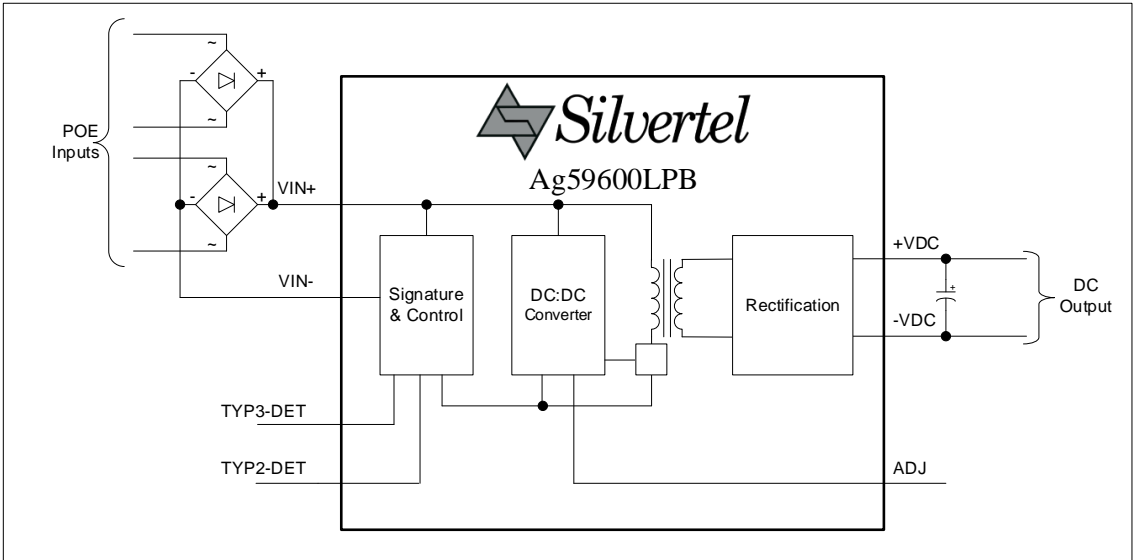 POE
Inputs
~
-
+
~
~
-
+
~
VIN+
VIN-
Silvertel
Ag59600LPB
Signature
& Control
DC:DC
Converter
Rectification
+VDC
+
-VDC
DC
Output
TYP3-DET
TYP2-DET
ADJ